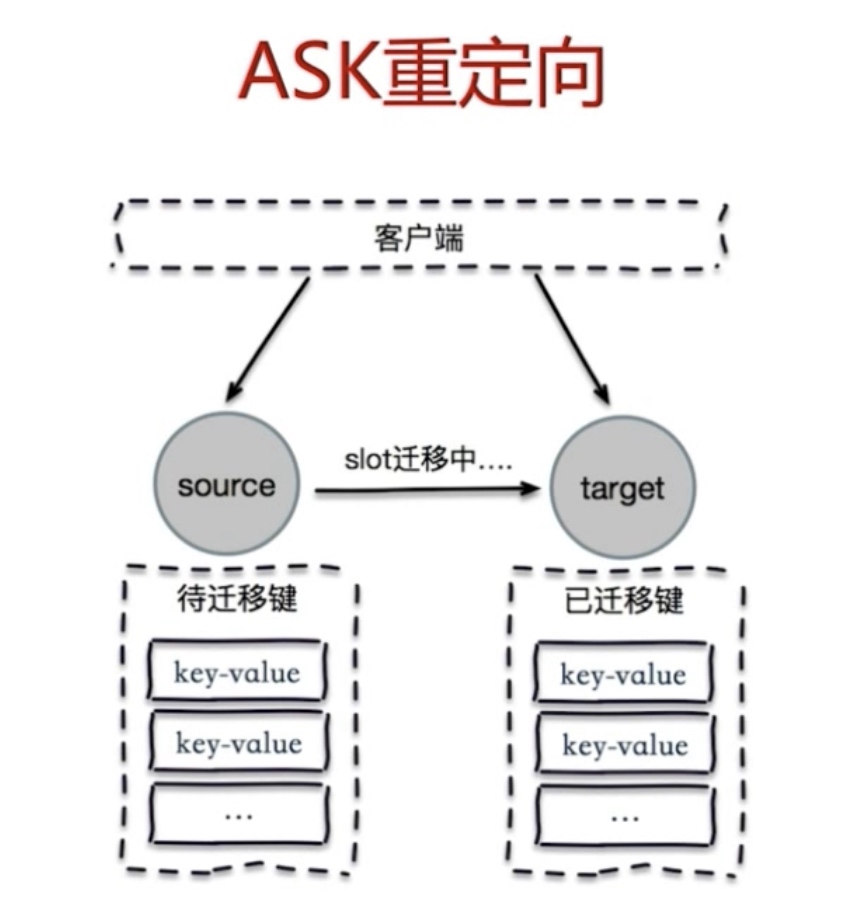 ASK重定向
客户端
slot迁移中....
source
target
待迁移键
已迁移键
key-value
key-value
key-value
key-value
...
...